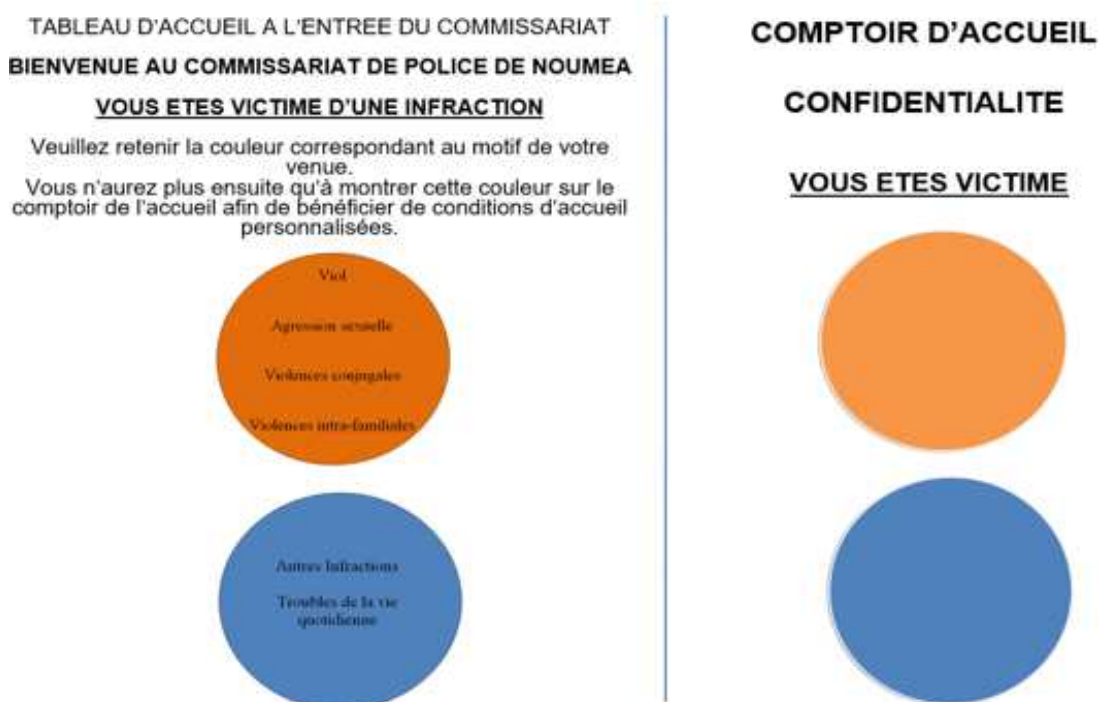 TABLEAU D'ACCUEIL A L'ENTREE DU COMMISSARIAT
BIENVENUE AU COMMISSARIAT DE POLICE DE NOUMEA
VOUS ETES VICTIME D'UNE INFRACTION
Veuillez retenir la couleur correspondant au motif de votre
venue.
Vous n'aurez plus ensuite qu'à montrer cette couleur sur le
comptoir de l'accueil afin de bénéficier de conditions d'accueil
personnalisées.
Viol
Agression sexuelle
Violences conjugales
Violences intra-familiales
Autres Infractions
Troubles de la vie
quotidienne
COMPTOIR D'ACCUEIL
CONFIDENTIALITE
VOUS ETES VICTIME